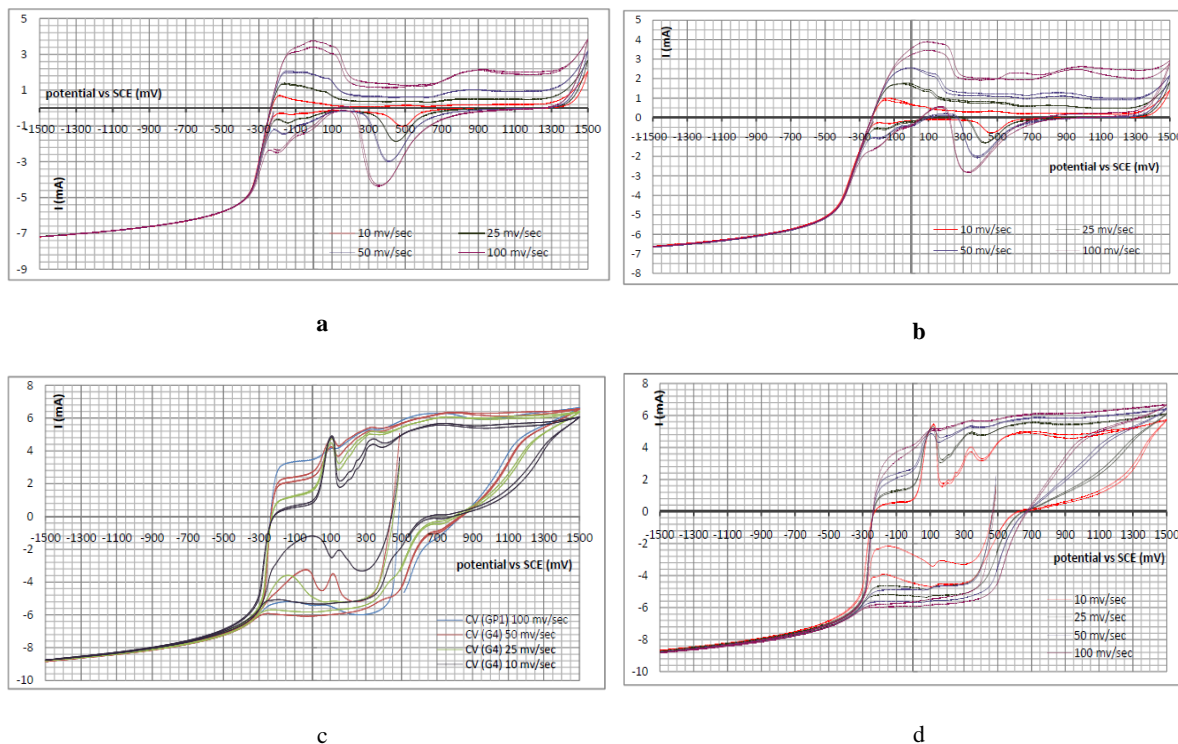 5
3
1
-1
-3
-5
-7
-9
-1500 -1300 -1100 -900 -700 -500 -300 -100 100 300 500 700 900 1100 1300 1500
potential vs SCE (mV)
I (mA)
10 mv/sec 25 mv/sec
50 mv/sec 100 mv/sec
a
5
4
3
2
1
0
-1
-2
-3
-4
-5
-6
-7
-8
-1500 -1300 -1100 -900 -700 -500 -300 -100 100 300 500 700 900 1100 1300 1500
I (mA)
potential vs SCE (mV)
10 mv/sec 25 mv/sec
50 mv/sec 100 mv/sec
b
8
6
4
2
0
-2
-4
-6
-8
-10
-1500 -1300 -1100 -900 -700 -500 -300 -100 100 300 500 700 900 1100 1300 1500
I (mA)
potential vs SCE (mV)
CV (GP1) 100 mv/sec
CV (G4) 50 mv/sec
CV (G4) 25 mv/sec
CV (G4) 10 mv/sec
c
8
6
4
2
0
-2
-4
-6
-8
-10
-1500 -1300 -1100 -900 -700 -500 -300 -100 100 300 500 700 900 1100 1300 1500
I (mA)
potential vs SCE (mV)
10 mv/sec
25 mv/sec
50 mv/sec
100 mv/sec
d